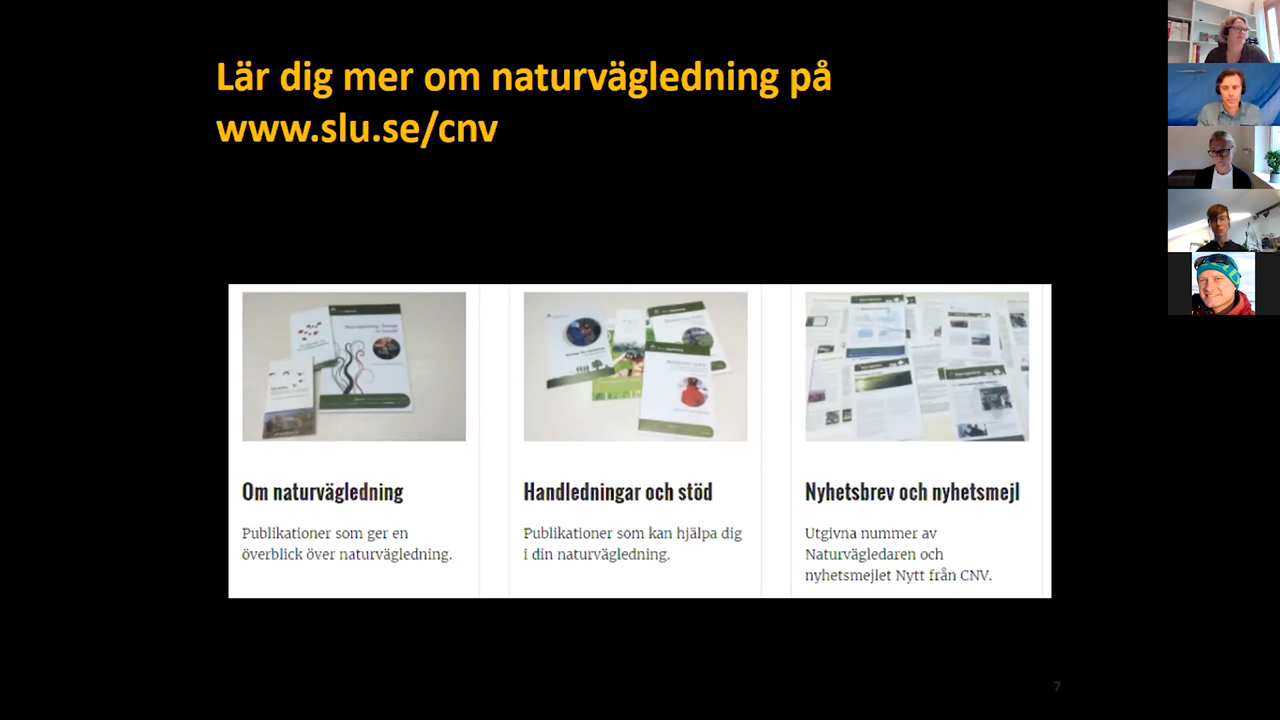 Lär dig mer om naturvägledning på
www.slu.se/cnv
Om naturvägledning
Publikationer som ger en
överblick över naturvägledning.
Handledningar och stöd
Publikationer som kan hjälpa dig
i din naturvägledning.
Nyhetsbrev och nyhetsmejl
Utgivna nummer av
Naturvägledaren och
nyhetsmejlet Nytt från CNV.
7